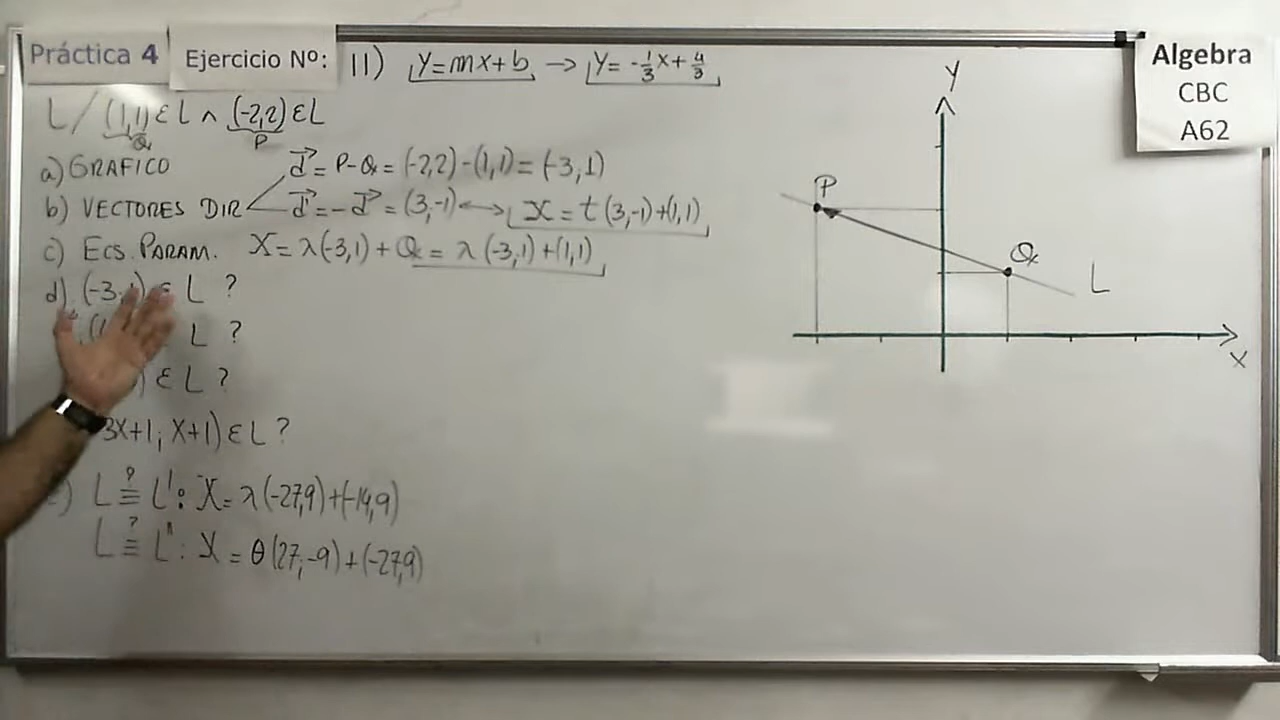 Práctica 4 Ejercicio Nº: 11) y=mx+b → y=-1/3x+4/3
L / (1,1) ε L ∧ (-2,2) ε L
Q P
a) GRAFICO d⃗ = P-Q = (-2,2)-(1,1) = (-3,1)
b) VECTORES DIR d⃗' = -d⃗ = (3,-1) ↔ X = t(3,-1)+(1,1)
c) ECS. PARAM. X = λ(-3,1) + Q = λ(-3,1)+(1,1)
d) (-3, ε L ?
(1 L ?
) ε L ?
3X+1; X+1) ε L ?
) L ≡? L': X = λ(-27,9)+(-14,9)
L ≡? L": X = θ(27,-9)+(-27,9)
Algebra
CBC
A62
y
P
Q
L
x